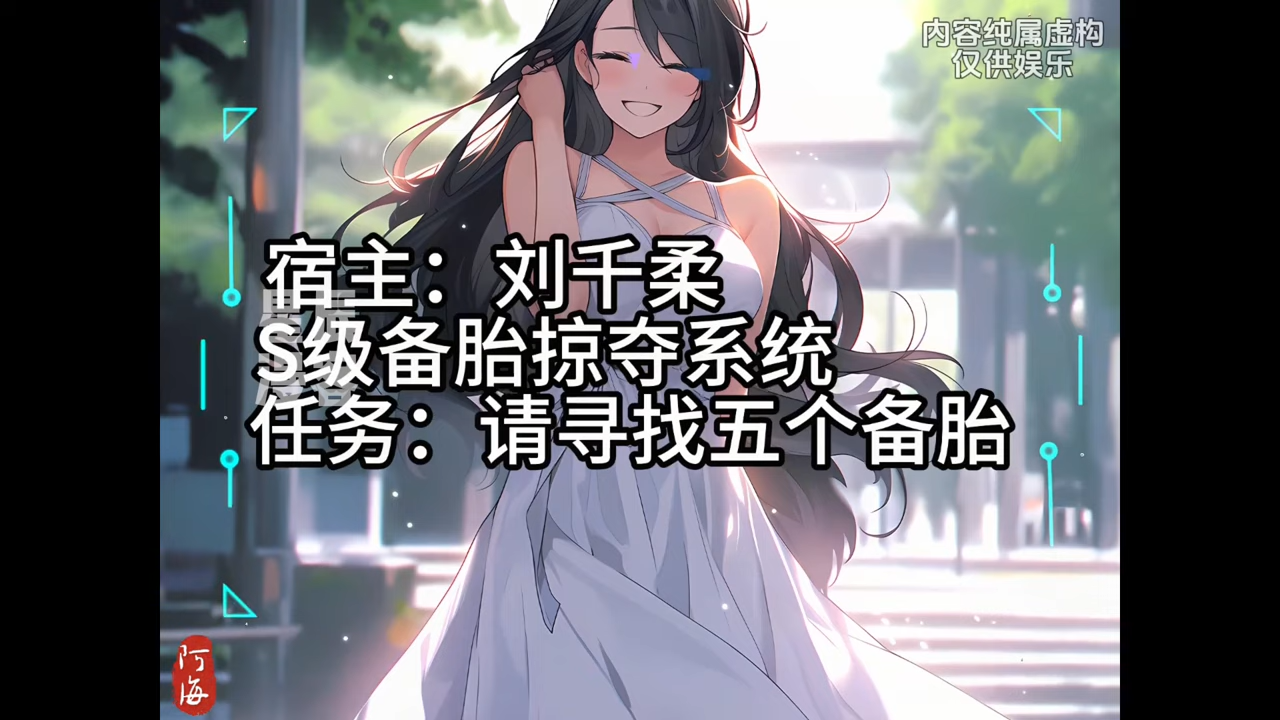 内容纯属虚构
仅供娱乐
宿主：刘千柔
S级备胎掠夺系统
任务：请寻找五个备胎
阿海